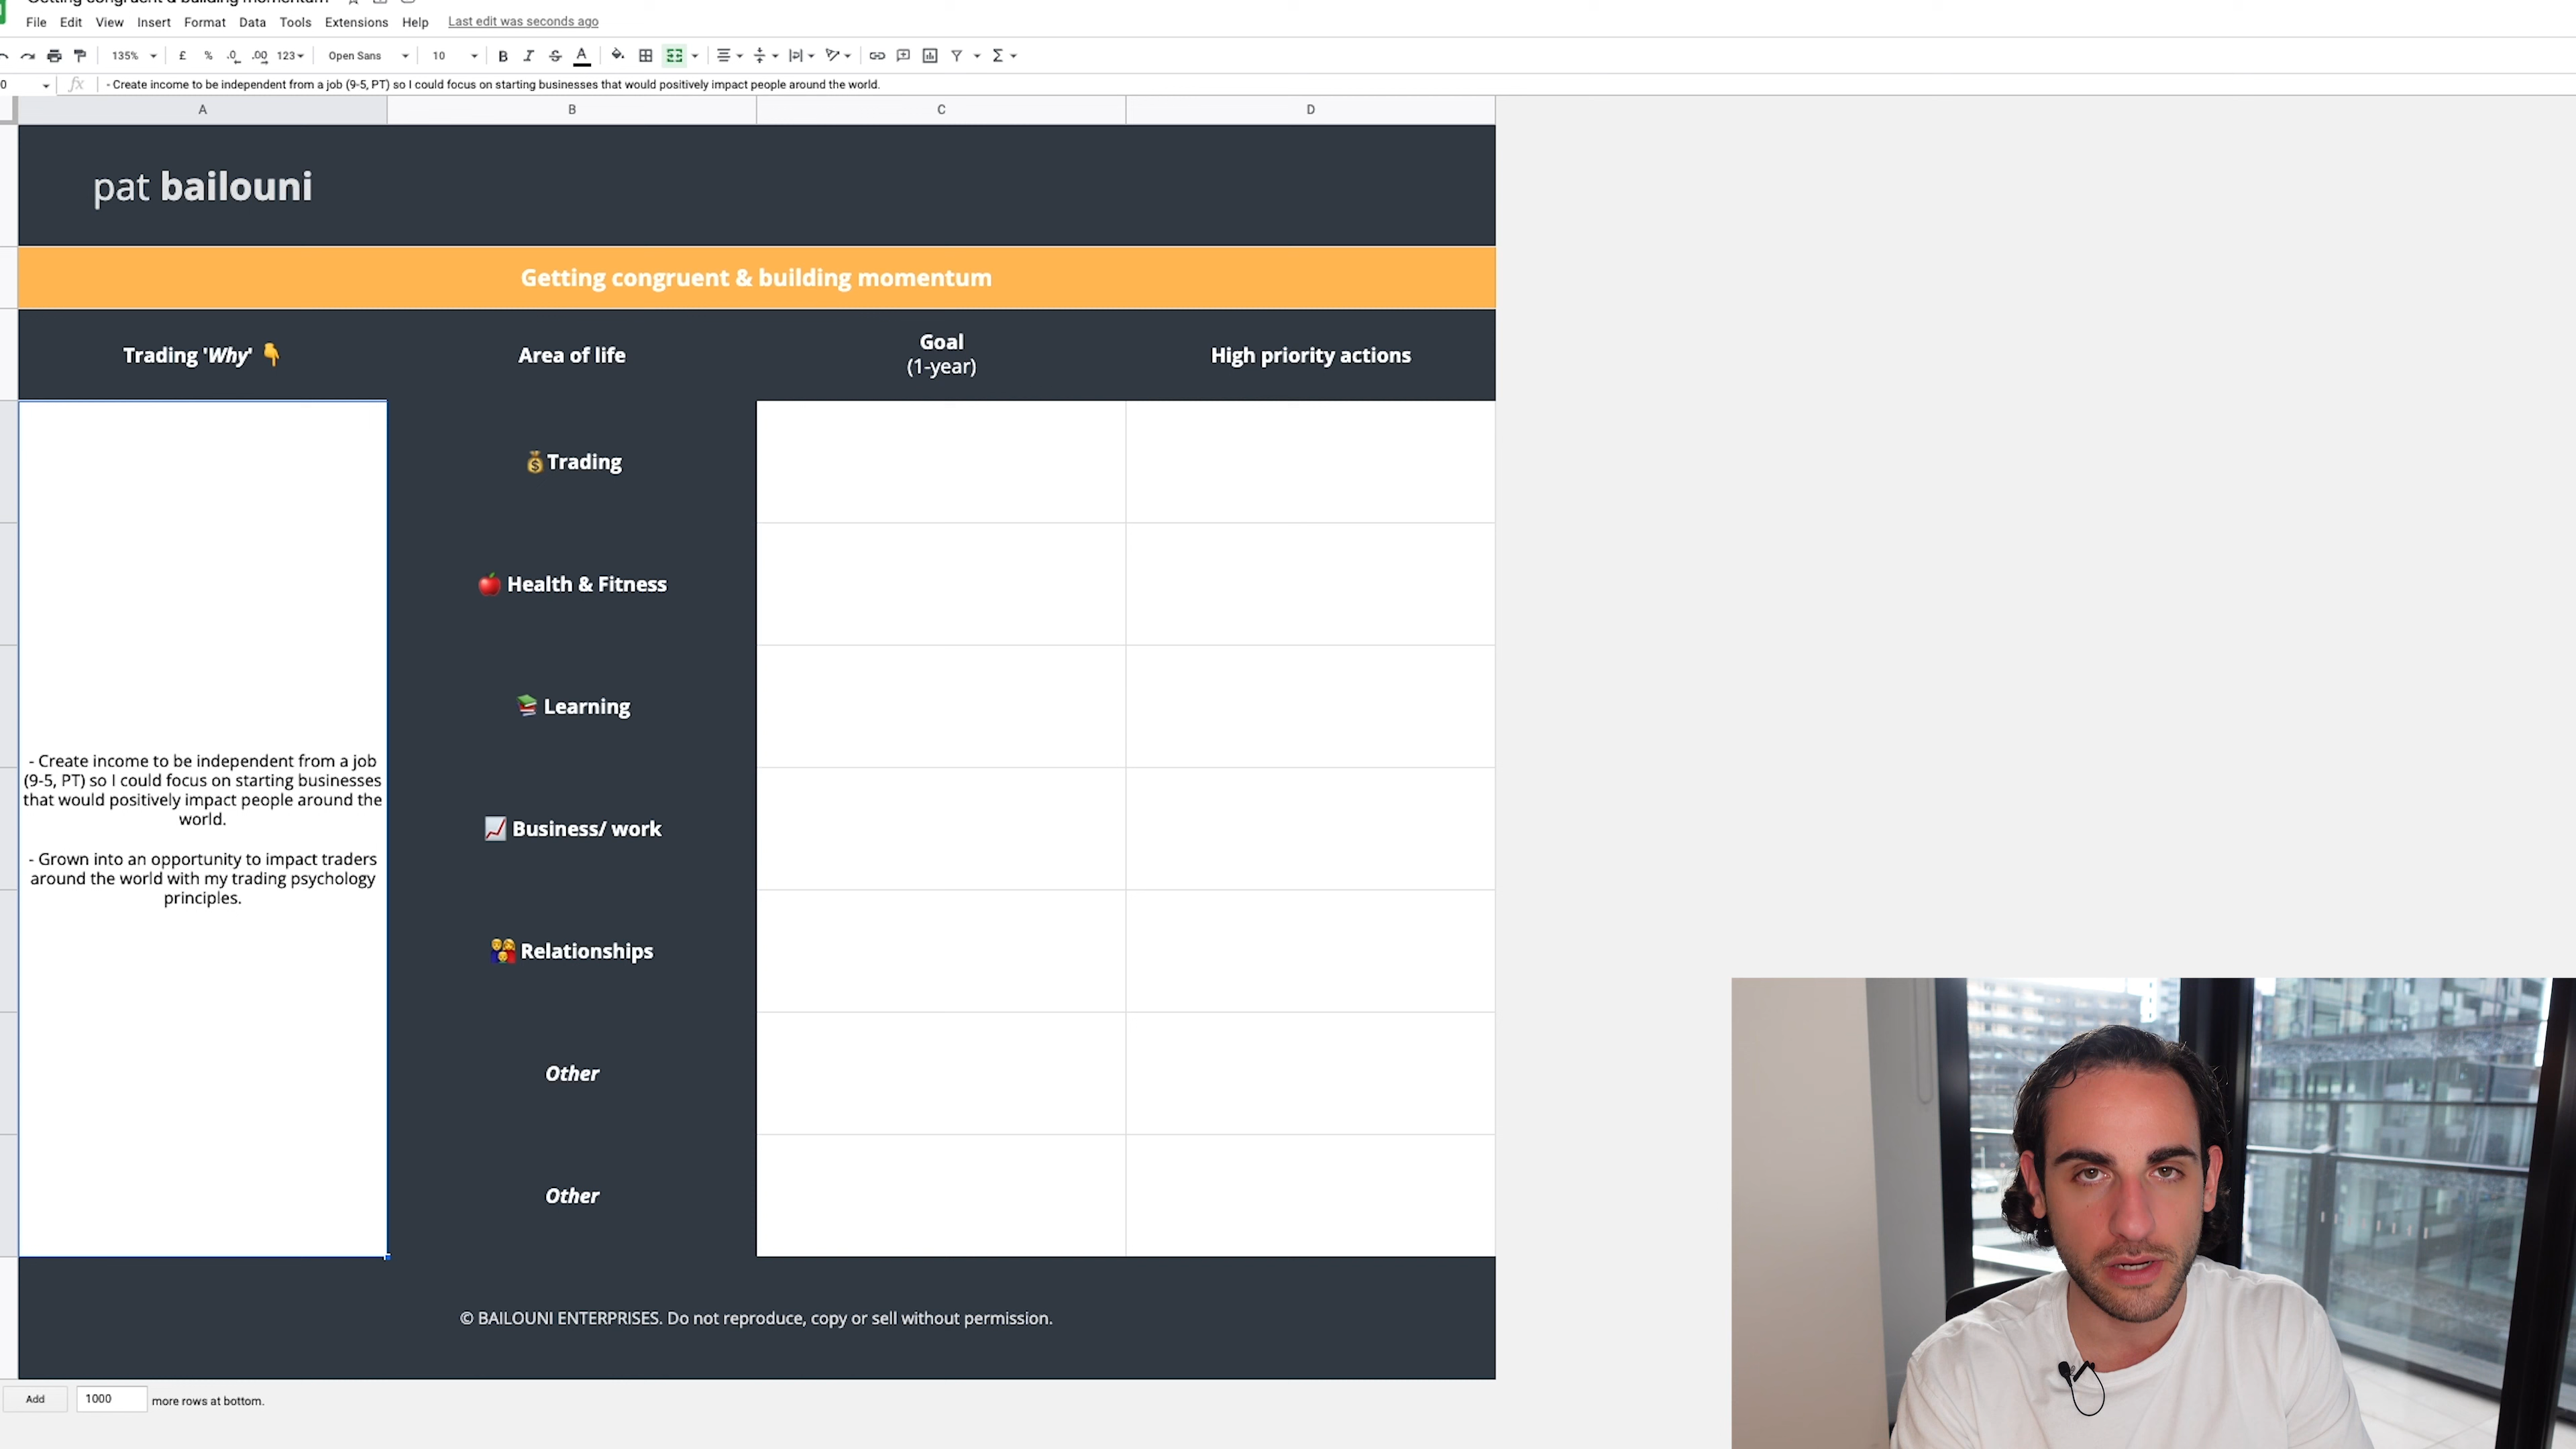 Getting congruent & building momentum
File Edit View Insert Format Data Tools Extensions Help Last edit was seconds ago
135% £ % .0 .00 123 Open Sans 10 B I S A Σ
0 fx - Create income to be independent from a job (9-5, PT) so I could focus on starting businesses that would positively impact people around the world.
A B C D
pat bailouni
Getting congruent & building momentum
Trading 'Why' 👇 Area of life Goal High priority actions
(1-year)
💰Trading
🍎 Health & Fitness
📚 Learning
- Create income to be independent from a job
(9-5, PT) so I could focus on starting businesses
that would positively impact people around the
world.
- Grown into an opportunity to impact traders
around the world with my trading psychology
principles.
📈 Business/ work
👨‍👩‍👦 Relationships
Other
Other
© BAILOUNI ENTERPRISES. Do not reproduce, copy or sell without permission.
Add 1000 more rows at bottom.